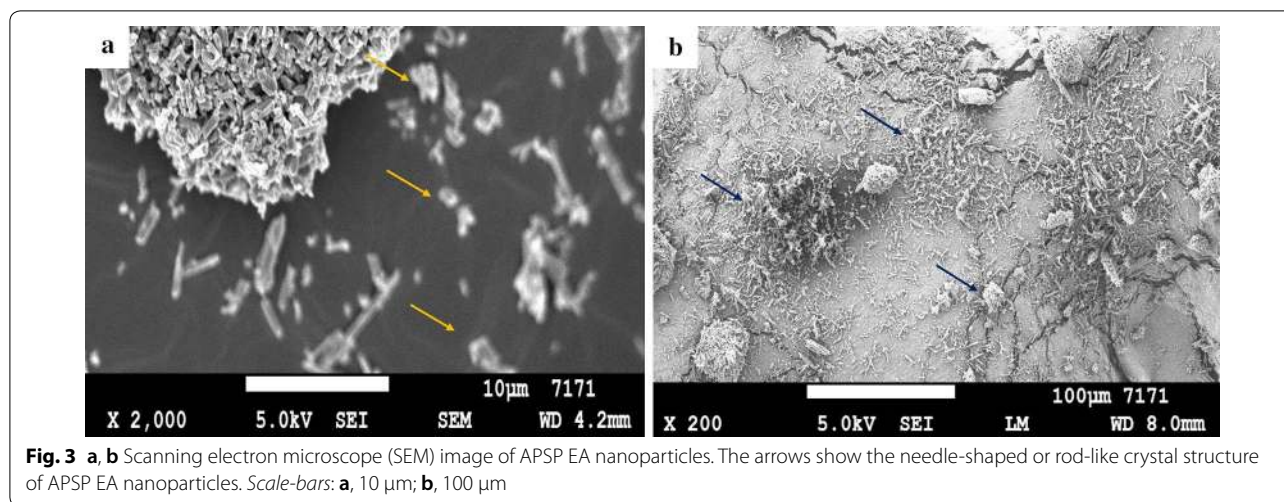 a
b
10µm 7171
X 2,000 5.0kV SEI SEM WD 4.2mm
100µm 7171
X 200 5.0kV SEI LM WD 8.0mm
Fig. 3 a, b Scanning electron microscope (SEM) image of APSP EA nanoparticles. The arrows show the needle-shaped or rod-like crystal structure
of APSP EA nanoparticles. Scale-bars: a, 10 µm; b, 100 µm